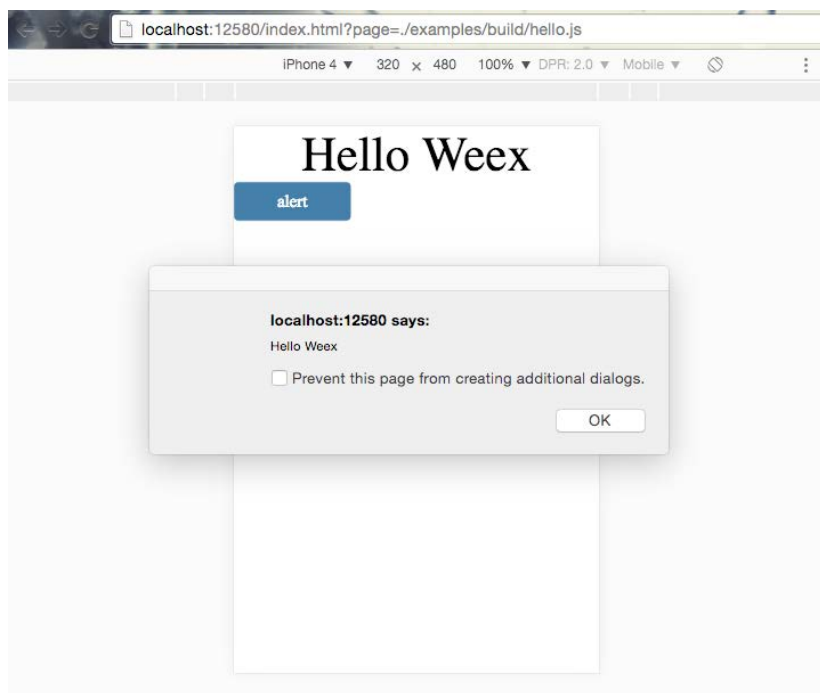 localhost:12580/index.html?page=./examples/build/hello.js
iPhone 4 ▼ 320 × 480 100% ▼ DPR: 2.0 ▼ Mobile ▼
Hello Weex
alert
localhost:12580 says:
Hello Weex
Prevent this page from creating additional dialogs.
OK